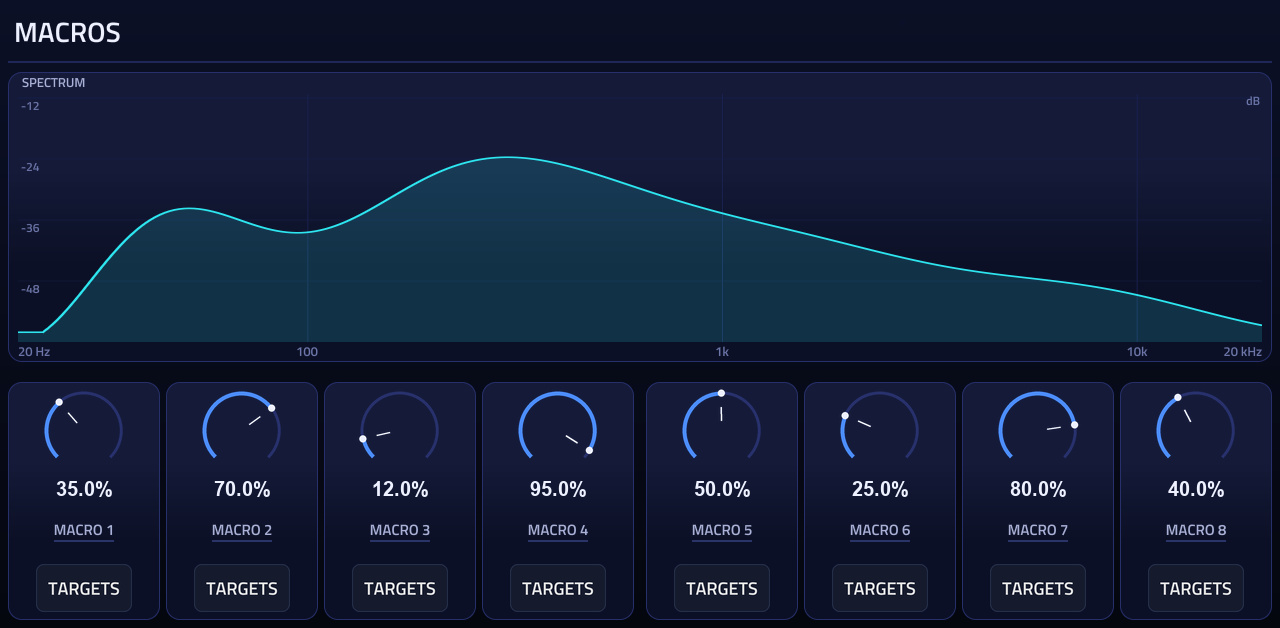 MACROS
SPECTRUM
-12
dB
-24
-36
-48
20 Hz 100 1k 10k 20 kHz
35.0% 70.0% 12.0% 95.0% 50.0% 25.0% 80.0% 40.0%
MACRO 1 MACRO 2 MACRO 3 MACRO 4 MACRO 5 MACRO 6 MACRO 7 MACRO 8
TARGETS TARGETS TARGETS TARGETS TARGETS TARGETS TARGETS TARGETS